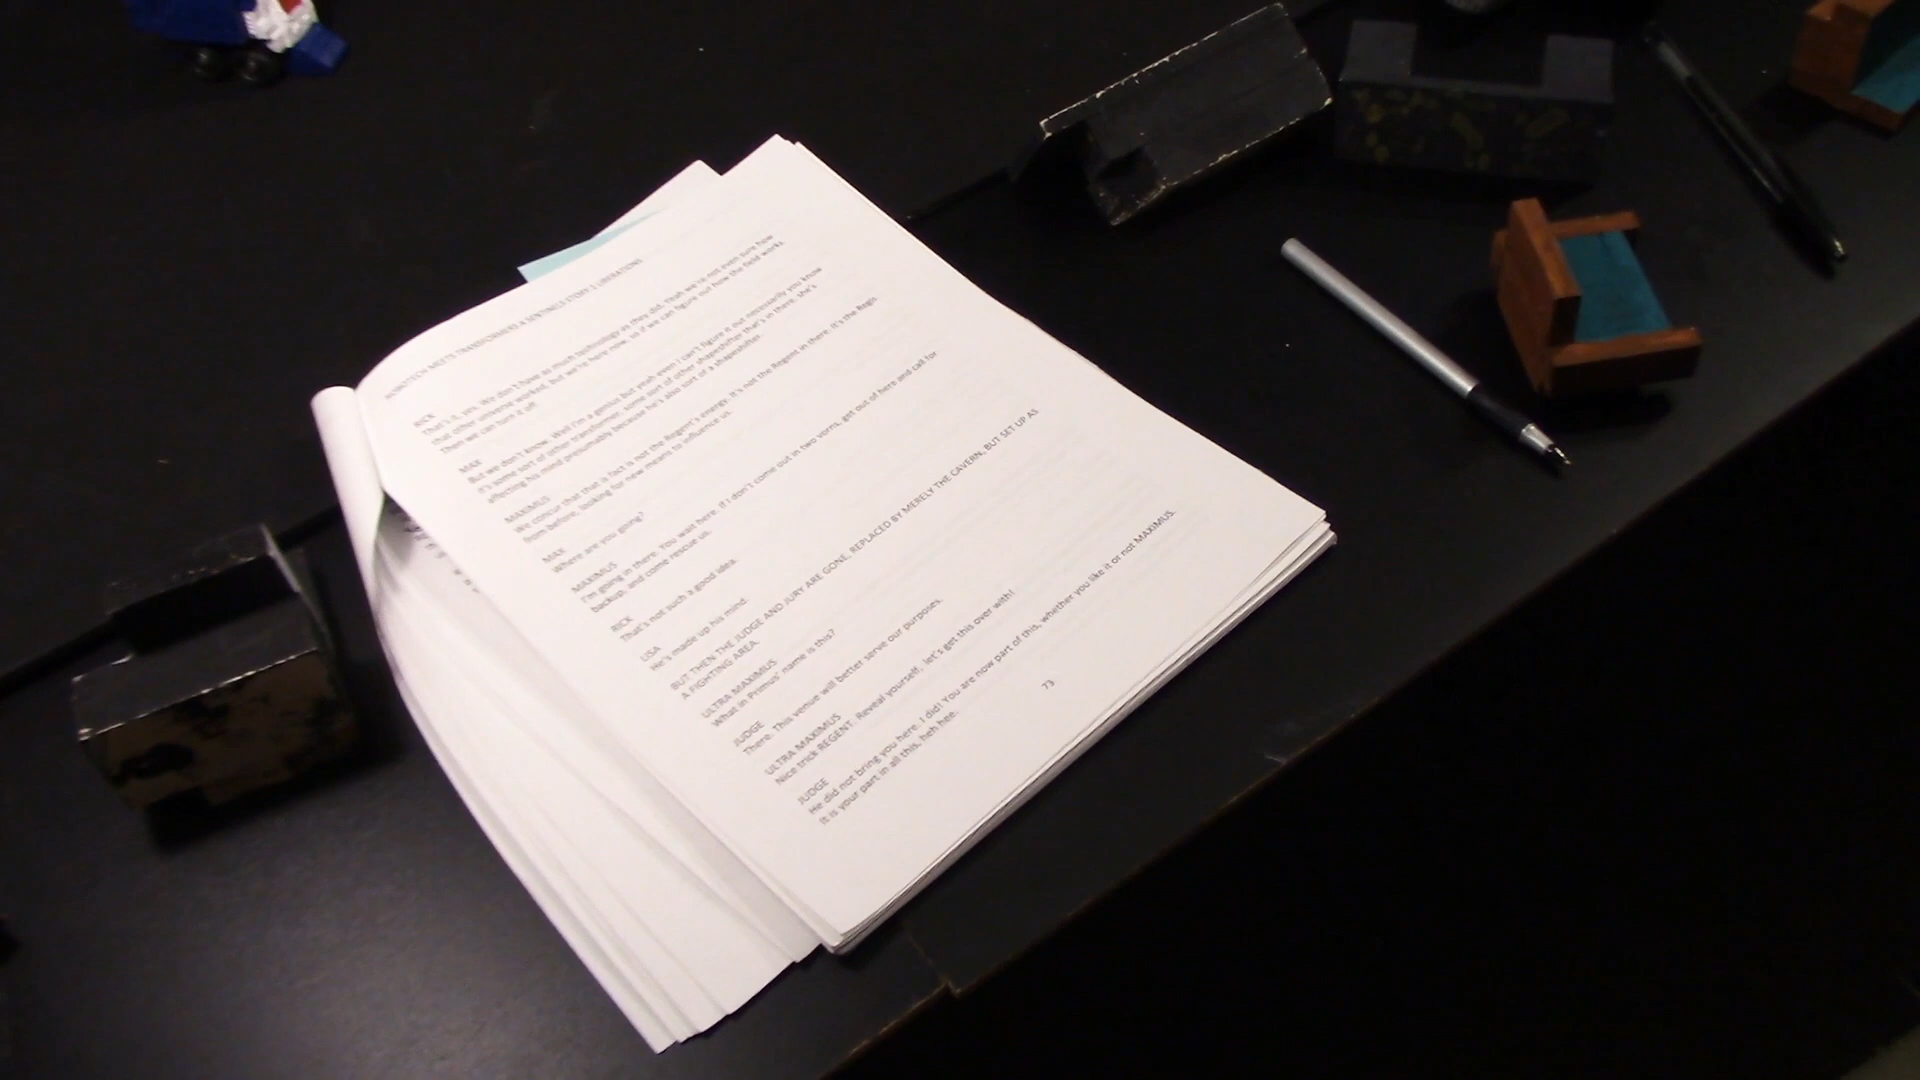 ROBOTECH MEETS TRANSFORMERS A SENTINELS STORY 3 LIBERATIONS
RICK
That's it, yes. We don't have as much technology as they did. Yeah we're not even sure how
that other universe worked, but we're here now, so if we can figure out how the field works.
Then we can turn it off.
MAX
But we don't know. Well I'm a genius but yeah even I can't figure it out necessarily you know
it's some sort of other transformer, some sort of other shapeshifter that's in there, she's
affecting his mind presumably because he's also sort of a shapeshifter.
MAXIMUS
We concur that that is fact is not the Regent's energy. It's not the Regent in there. It's the Regin
from before, looking for new means to influence us.
MAX
Where are you going?
MAXIMUS
I'm going in there. You wait here. If I don't come out in two vorns, get out of here and call for
backup, and come rescue us.
RICK
That's not such a good idea.
LISA
He's made up his mind.
BUT THEN THE JUDGE AND JURY ARE GONE, REPLACED BY MERELY THE CAVERN, BUT SET UP AS
A FIGHTING AREA.
ULTRA MAXIMUS
What in Primus' name is this?
JUDGE
There. This venue will better serve our purposes.
ULTRA MAXIMUS
Nice trick REGENT. Reveal yourself, let's get this over with!
JUDGE
He did not bring you here. I did! You are now part of this, whether you like it or not MAXIMUS.
It is your part in all this, heh hee.
73